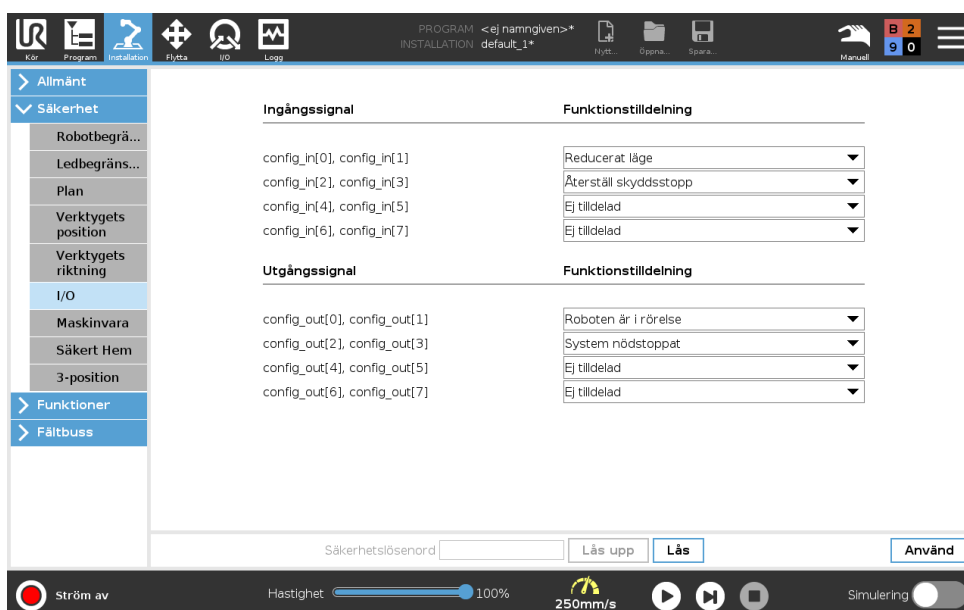 UR
Kör
Program
Installation
Flytta
I/O
Logg
PROGRAM <ej namngiven>*
INSTALLATION default_1*
Nytt...
Öppna...
Spara...
Manuell
B 2
9 0
Allmänt
Säkerhet
Robotbegrä...
Ledbegräns...
Plan
Verktygets
position
Verktygets
riktning
I/O
Maskinvara
Säkert Hem
3-position
Funktioner
Fältbuss
Ingångssignal Funktionstilldelning
config_in[0], config_in[1] Reducerat läge
config_in[2], config_in[3] Återställ skyddsstopp
config_in[4], config_in[5] Ej tilldelad
config_in[6], config_in[7] Ej tilldelad
Utgångssignal Funktionstilldelning
config_out[0], config_out[1] Roboten är i rörelse
config_out[2], config_out[3] System nödstoppat
config_out[4], config_out[5] Ej tilldelad
config_out[6], config_out[7] Ej tilldelad
Säkerhetslösenord Lås upp Lås Använd
Ström av Hastighet 100% 250mm/s Simulering